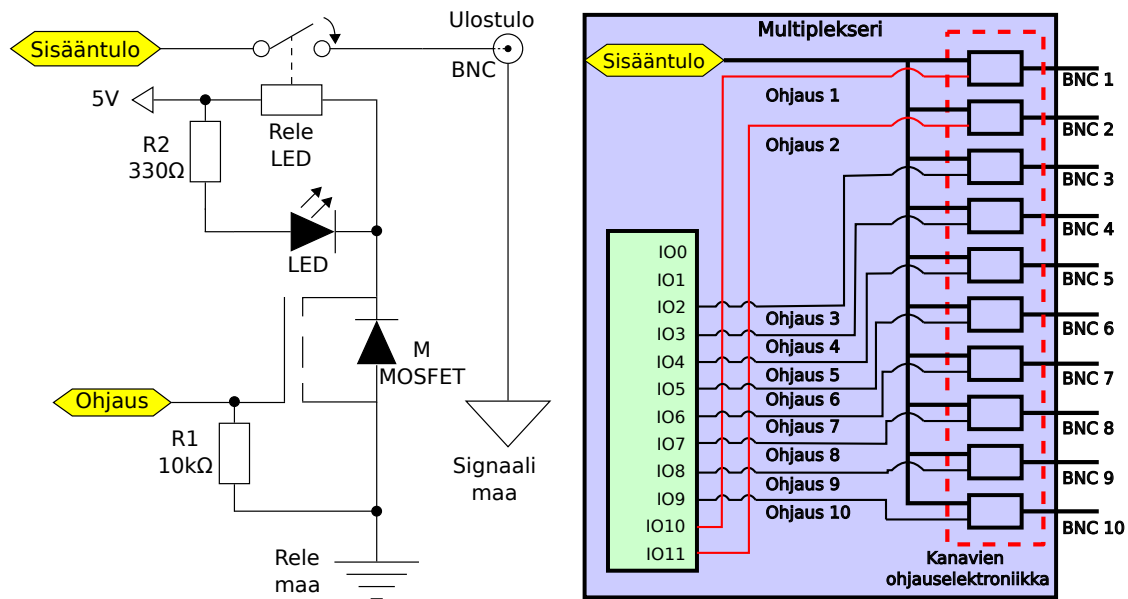 Sisääntulo
Ulostulo
BNC
5V
Rele
LED
R2
330Ω
LED
M
MOSFET
Ohjaus
R1
10kΩ
Signaali
maa
Rele
maa
Multiplekseri
Sisääntulo
Ohjaus 1
Ohjaus 2
Ohjaus 3
Ohjaus 4
Ohjaus 5
Ohjaus 6
Ohjaus 7
Ohjaus 8
Ohjaus 9
Ohjaus 10
IO0
IO1
IO2
IO3
IO4
IO5
IO6
IO7
IO8
IO9
IO10
IO11
BNC 1
BNC 2
BNC 3
BNC 4
BNC 5
BNC 6
BNC 7
BNC 8
BNC 9
BNC 10
Kanavien
ohjauselektroniikka